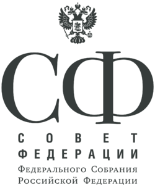 СФ
СОВЕТ
ФЕДЕРАЦИИ
ФЕДЕРАЛЬНОГО СОБРАНИЯ
РОССИЙСКОЙ ФЕДЕРАЦИИ